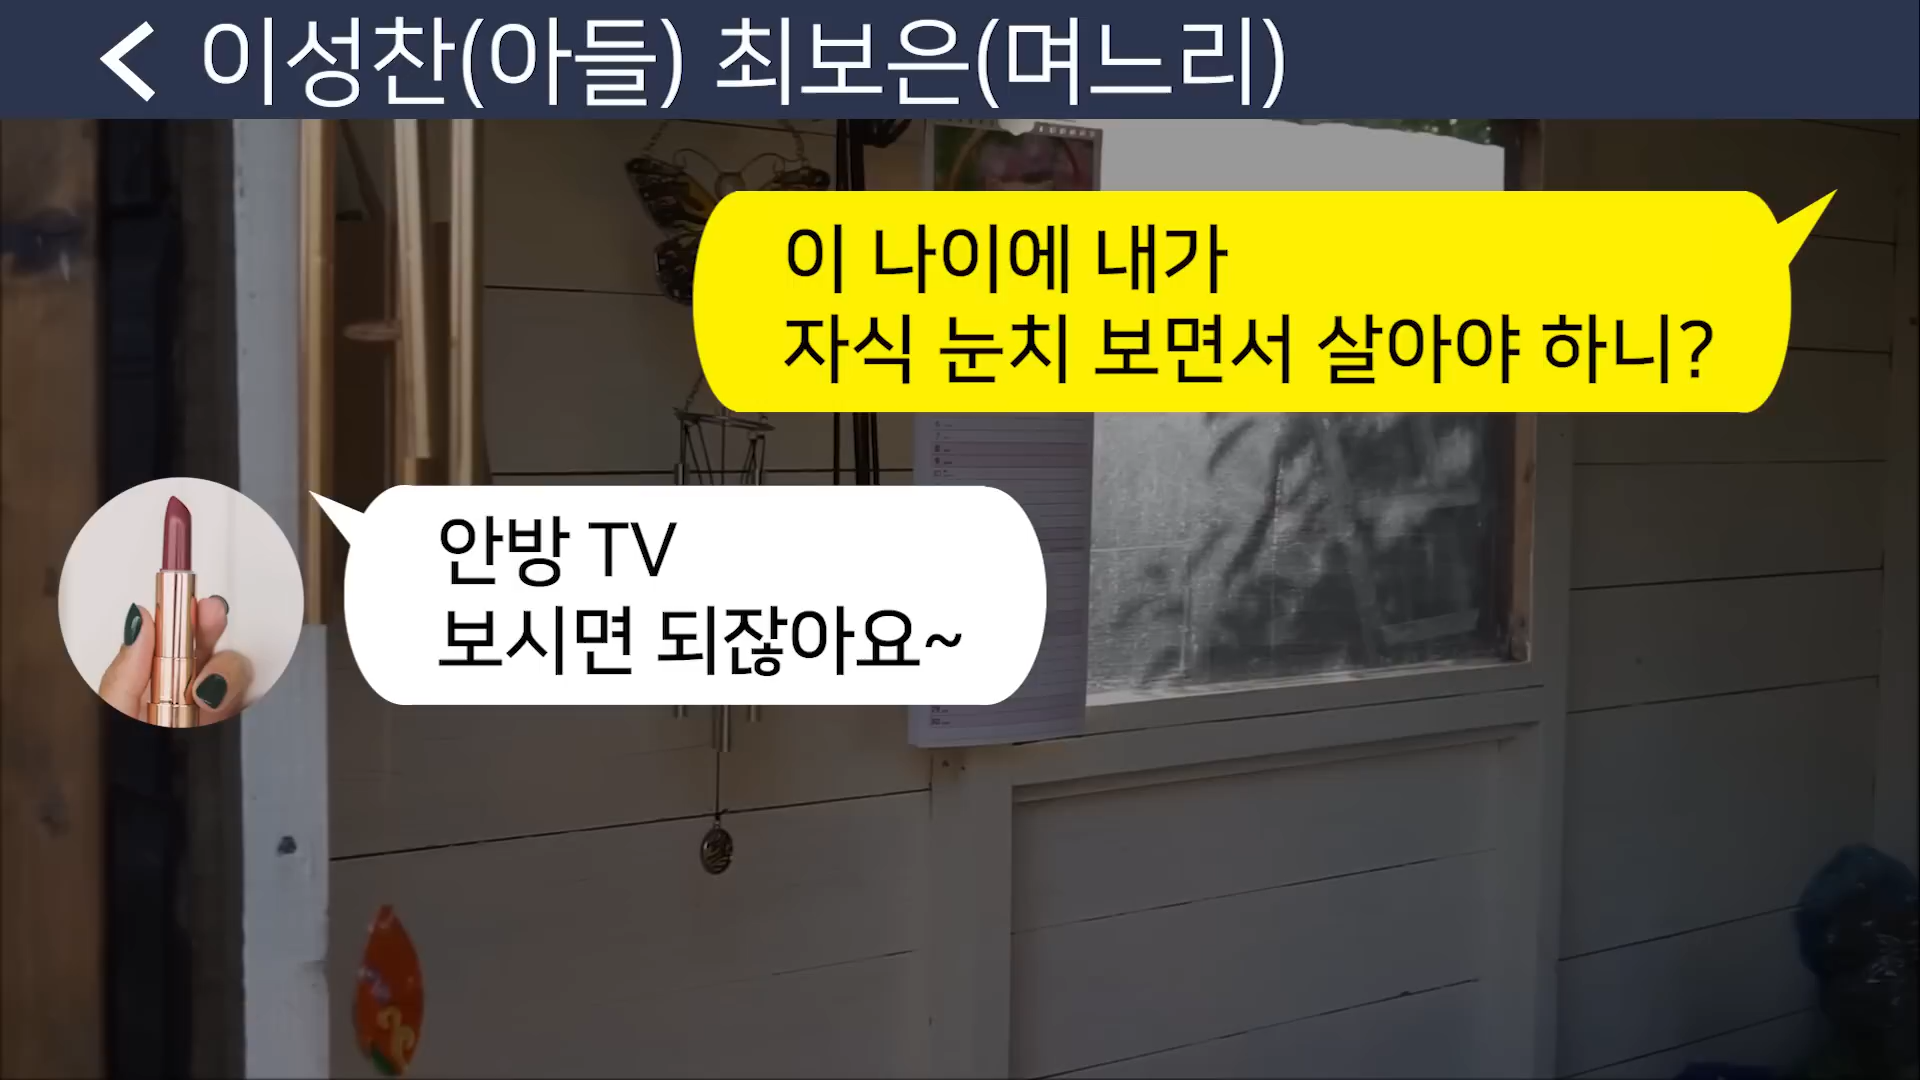 이성찬(아들) 최보은(며느리)
이 나이에 내가
자식 눈치 보면서 살아야 하니?
안방 TV
보시면 되잖아요~